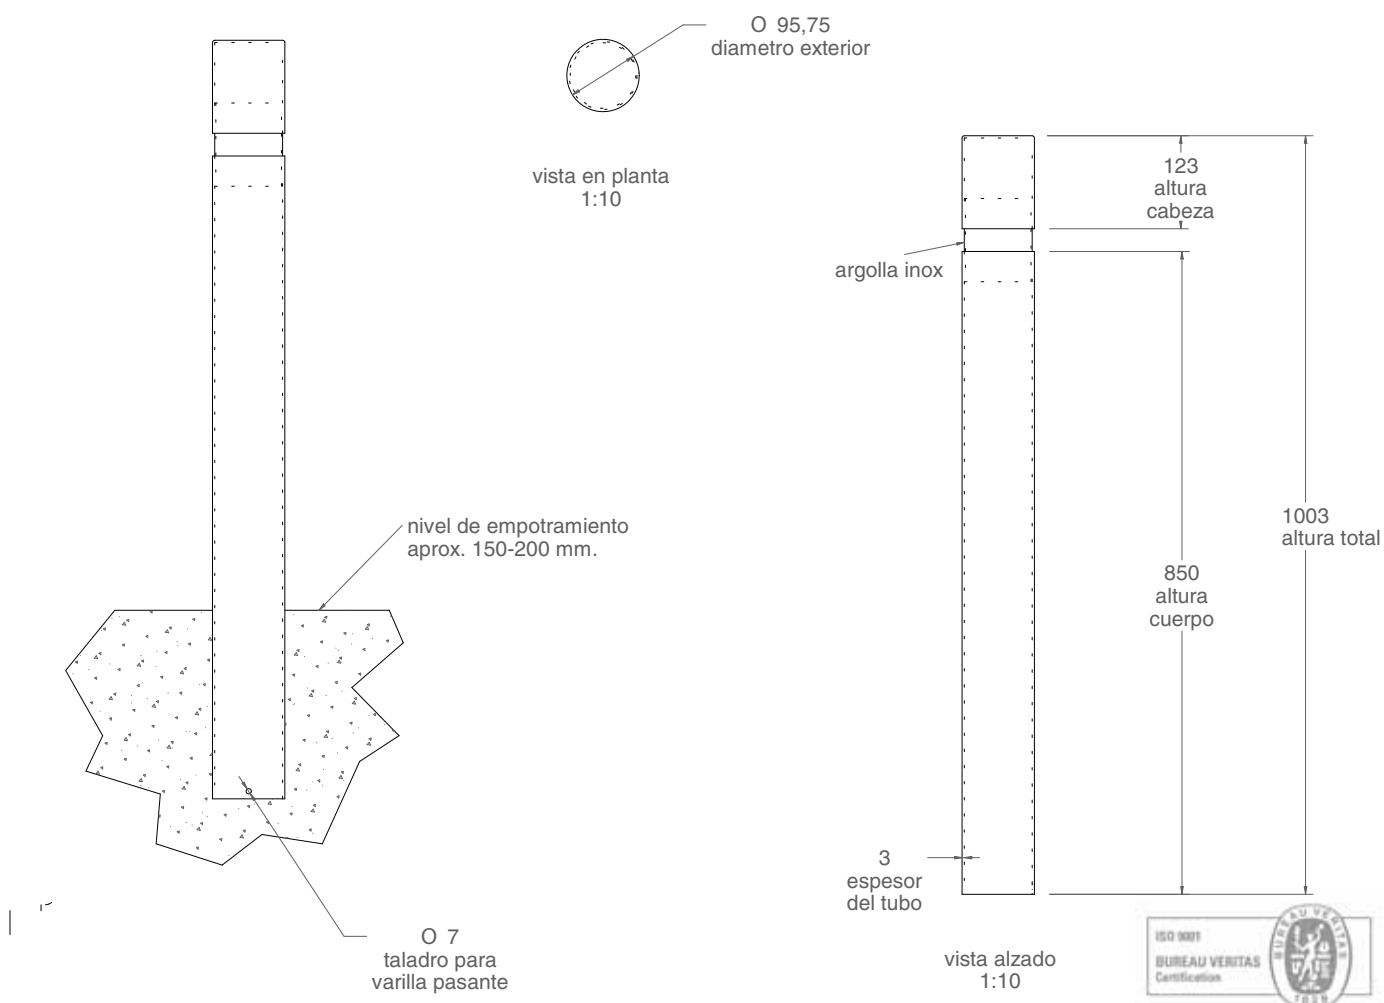 O 95,75
diametro exterior
vista en planta
1:10
123
altura
cabeza
argolla inox
nivel de empotramiento
aprox. 150-200 mm.
1003
altura total
850
altura
cuerpo
3
espesor
del tubo
O 7
taladro para
varilla pasante
vista alzado
1:10
ISO 9001
BUREAU VERITAS
Certification
BUREAU VERITAS